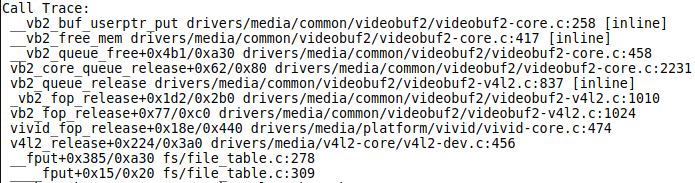 Call Trace:
__vb2_buf_userptr_put drivers/media/common/videobuf2/videobuf2-core.c:258 [inline]
__vb2_free_mem drivers/media/common/videobuf2/videobuf2-core.c:417 [inline]
__vb2_queue_free+0x4b1/0xa30 drivers/media/common/videobuf2/videobuf2-core.c:458
vb2_core_queue_release+0x62/0x80 drivers/media/common/videobuf2/videobuf2-core.c:2231
vb2_queue_release drivers/media/common/videobuf2/videobuf2-v4l2.c:837 [inline]
_vb2_fop_release+0x1d2/0x2b0 drivers/media/common/videobuf2/videobuf2-v4l2.c:1010
vb2_fop_release+0x77/0xc0 drivers/media/common/videobuf2/videobuf2-v4l2.c:1024
vivid_fop_release+0x18e/0x440 drivers/media/platform/vivid/vivid-core.c:474
v4l2_release+0x224/0x3a0 drivers/media/v4l2-core/v4l2-dev.c:456
__fput+0x385/0xa30 fs/file_table.c:278
____fput+0x15/0x20 fs/file_table.c:309